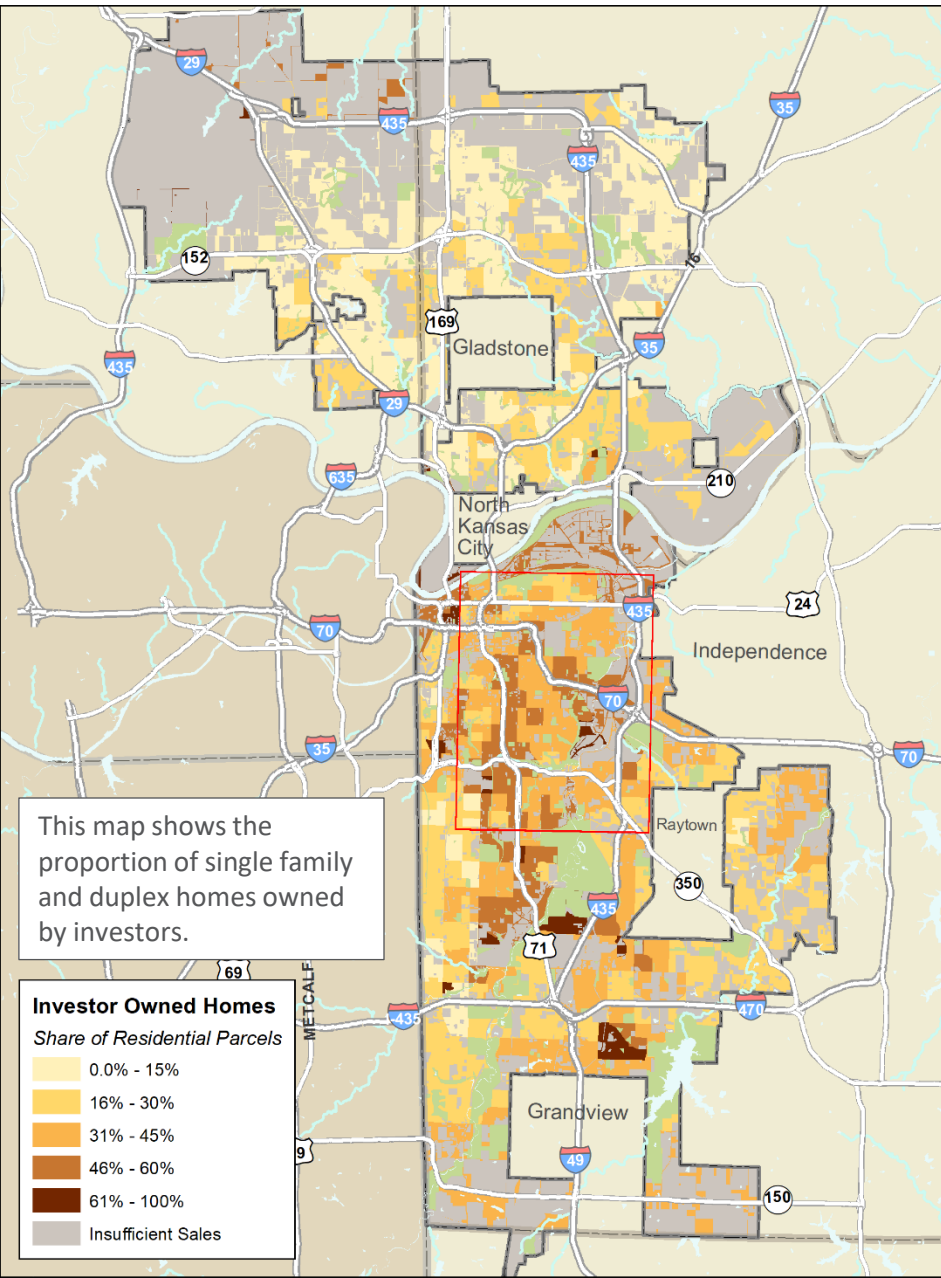 29
35
435
435
152
169
Gladstone
435
35
16
29
635
210
North
Kansas
City
435
24
70
Independence
70
35
70
This map shows the
proportion of single family
and duplex homes owned
by investors.
Raytown
350
435
71
69
METCALF
Investor Owned Homes
Share of Residential Parcels
0.0% - 15%
16% - 30%
31% - 45%
46% - 60%
61% - 100%
Insufficient Sales
-435
470
Grandview
9
49
150